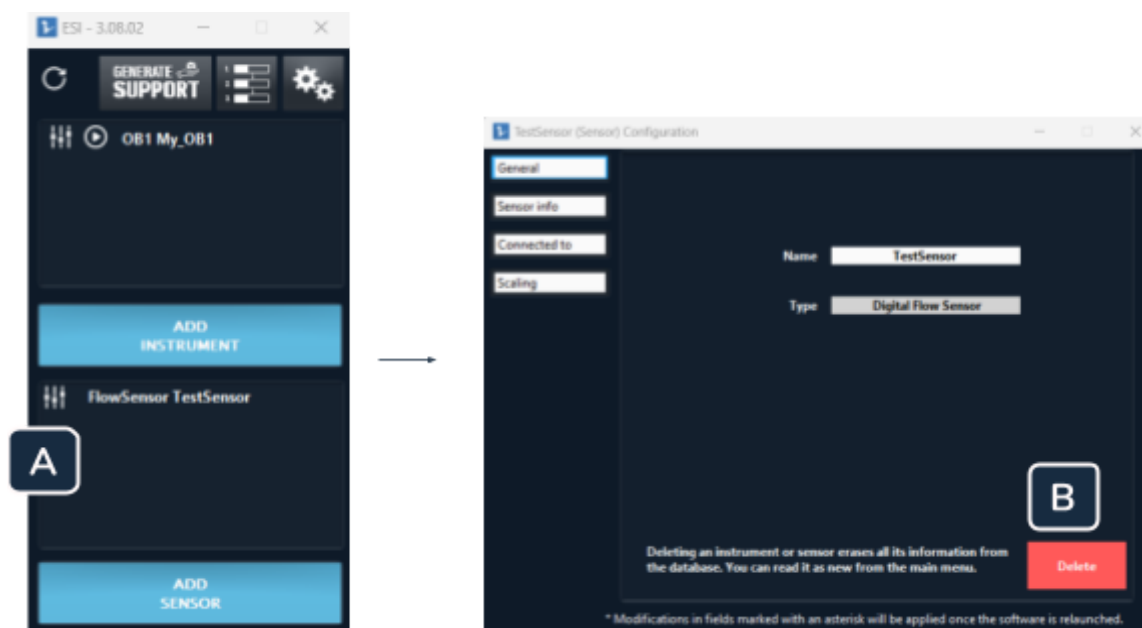 ESI - 3.08.02
GENERATE
SUPPORT
1
2
3
OB1 My_OB1
ADD
INSTRUMENT
FlowSensor TestSensor
A
ADD
SENSOR
TestSensor (Sensor) Configuration
General
Sensor info
Connected to
Scaling
Name TestSensor
Type Digital Flow Sensor
B
Deleting an instrument or sensor erases all its information from
the database. You can read it as new from the main menu.
Delete
* Modifications in fields marked with an asterisk will be applied once the software is relaunched.